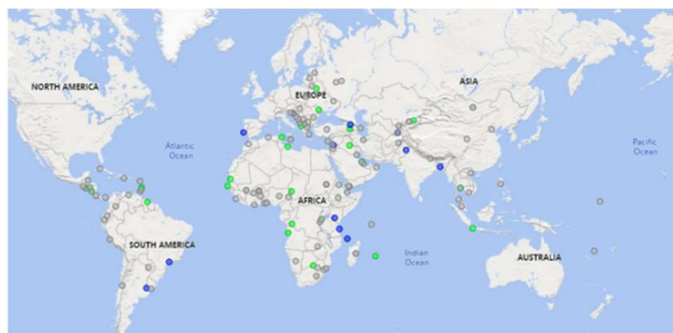 NORTH AMERICA
EUROPE
ASIA
Atlantic
Ocean
Pacific
Ocean
AFRICA
SOUTH AMERICA
Indian
Ocean
AUSTRALIA